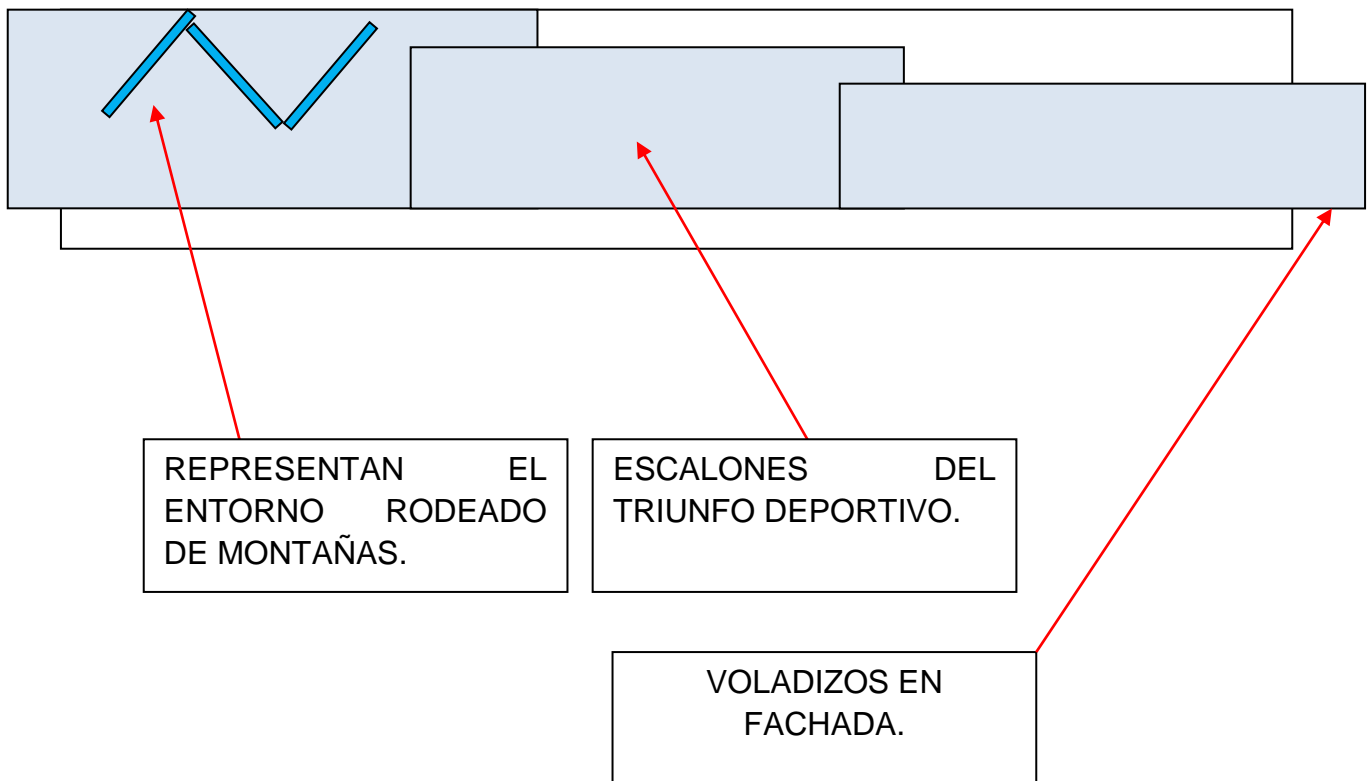 REPRESENTAN EL
ENTORNO RODEADO
DE MONTAÑAS.
ESCALONES DEL
TRIUNFO DEPORTIVO.
VOLADIZOS EN
FACHADA.